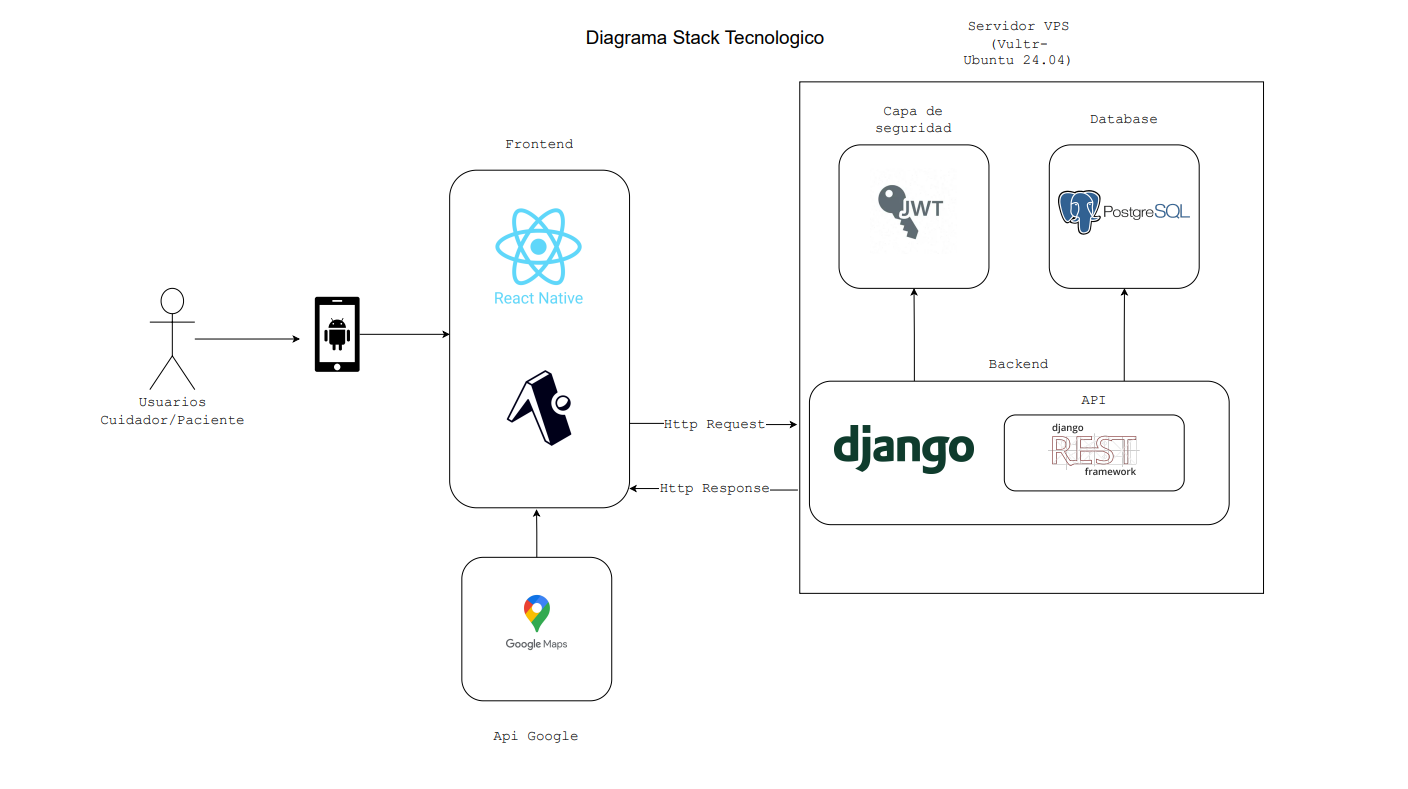 Diagrama Stack Tecnologico
Servidor VPS
(Vultr-
Ubuntu 24.04)
Capa de
seguridad
Database
Frontend
JWT
PostgreSQL
React Native
Backend
API
Usuarios
Cuidador/Paciente
Http Request
django
django
REST
framework
Http Response
Google Maps
Api Google